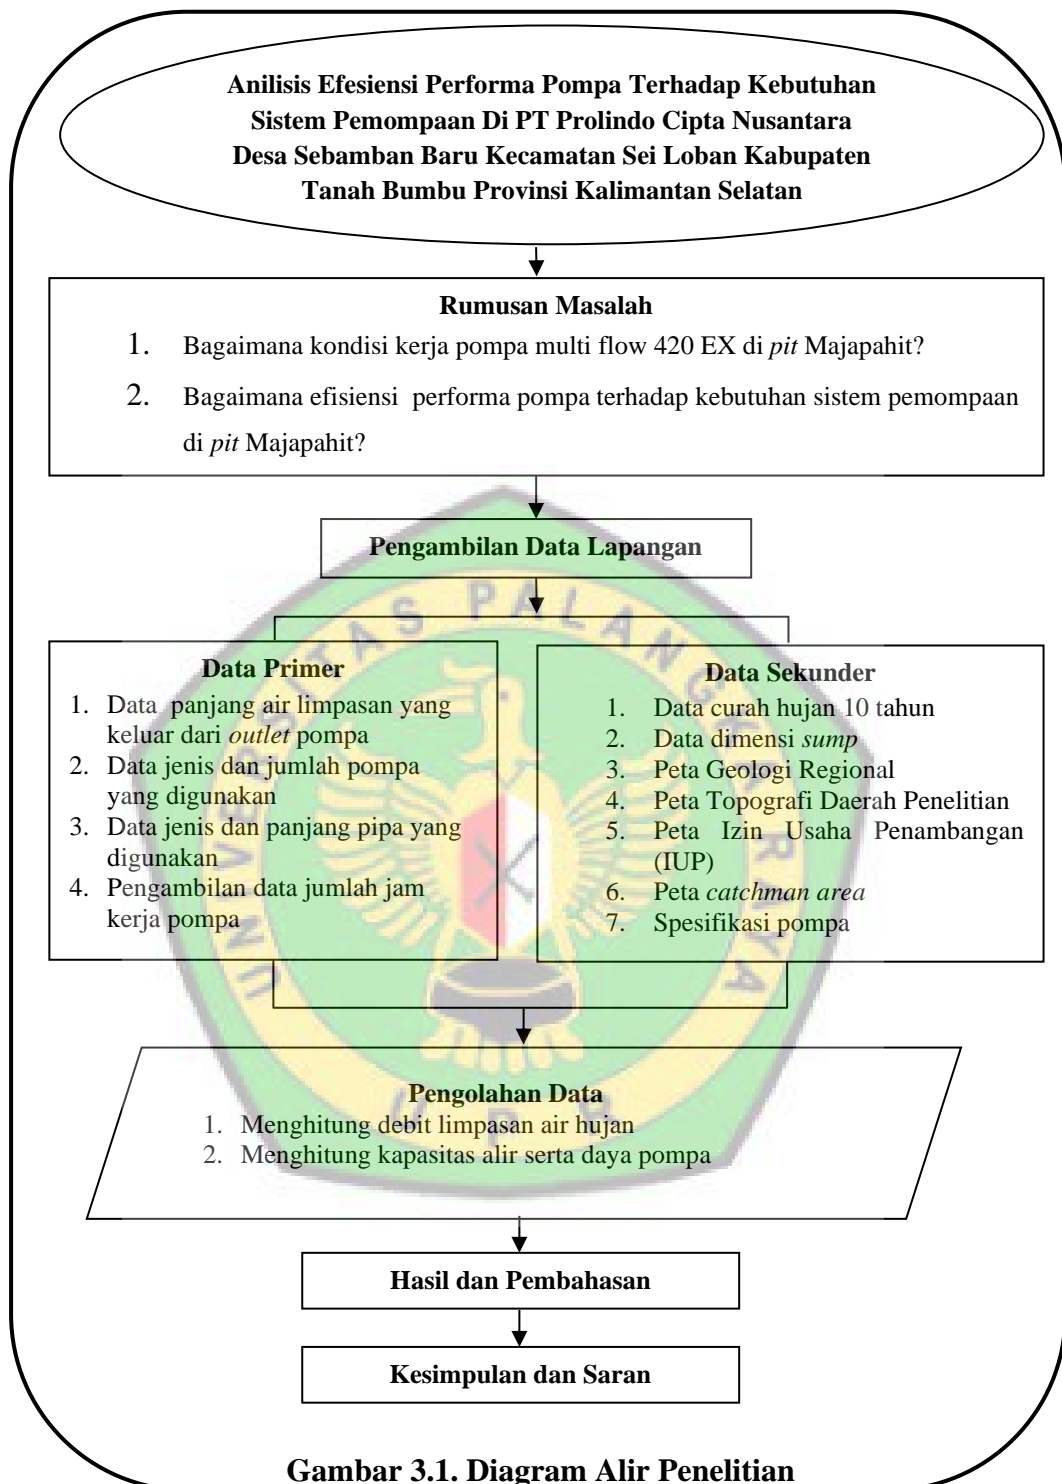 Anilisis Efesiensi Performa Pompa Terhadap Kebutuhan
Sistem Pemompaan Di PT Prolindo Cipta Nusantara
Desa Sebamban Baru Kecamatan Sei Loban Kabupaten
Tanah Bumbu Provinsi Kalimantan Selatan
Rumusan Masalah
1. Bagaimana kondisi kerja pompa multi flow 420 EX di pit Majapahit?
2. Bagaimana efisiensi performa pompa terhadap kebutuhan sistem pemompaan
di pit Majapahit?
Pengambilan Data Lapangan
UNIVERSITAS PALANGKA RAYA
Data Primer
1. Data panjang air limpasan yang
keluar dari outlet pompa
2. Data jenis dan jumlah pompa
yang digunakan
3. Data jenis dan panjang pipa yang
digunakan
4. Pengambilan data jumlah jam
kerja pompa
Data Sekunder
1. Data curah hujan 10 tahun
2. Data dimensi sump
3. Peta Geologi Regional
4. Peta Topografi Daerah Penelitian
5. Peta Izin Usaha Penambangan
(IUP)
6. Peta catchman area
7. Spesifikasi pompa
Pengolahan Data
1. Menghitung debit limpasan air hujan
2. Menghitung kapasitas alir serta daya pompa
UPR
Hasil dan Pembahasan
Kesimpulan dan Saran
Gambar 3.1. Diagram Alir Penelitian